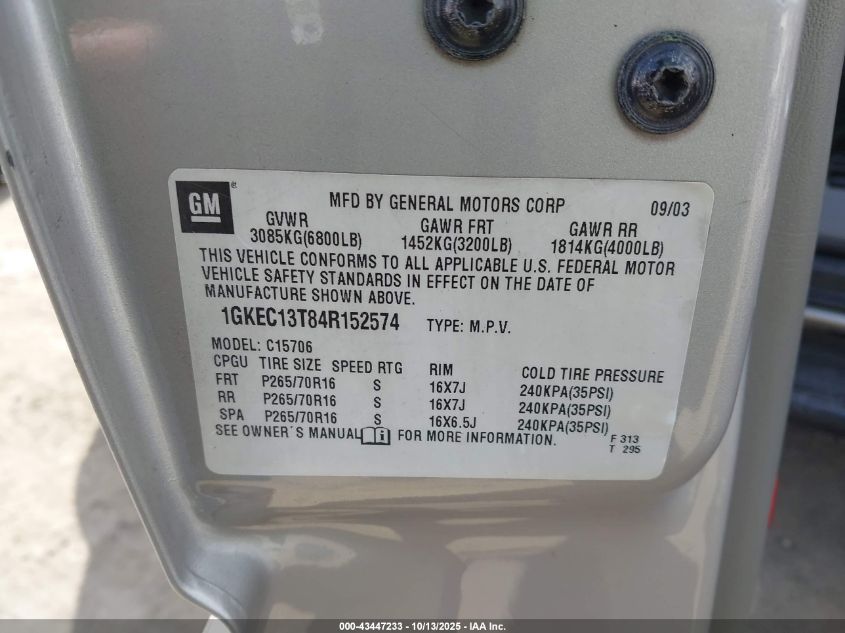 GM® MFD BY GENERAL MOTORS CORP 09/03
GVWR GAWR FRT GAWR RR
3085KG(6800LB) 1452KG(3200LB) 1814KG(4000LB)
THIS VEHICLE CONFORMS TO ALL APPLICABLE U.S. FEDERAL MOTOR
VEHICLE SAFETY STANDARDS IN EFFECT ON THE DATE OF
MANUFACTURE SHOWN ABOVE.
1GKEC13T84R152574 TYPE: M.P.V.
MODEL: C15706
CPGU TIRE SIZE SPEED RTG RIM COLD TIRE PRESSURE
FRT P265/70R16 S 16X7J 240KPA(35PSI)
RR P265/70R16 S 16X7J 240KPA(35PSI)
SPA P265/70R16 S 16X6.5J 240KPA(35PSI)
SEE OWNER'S MANUAL i FOR MORE INFORMATION. F 313
T 295
000-43447233 - 10/13/2025 - IAA Inc.